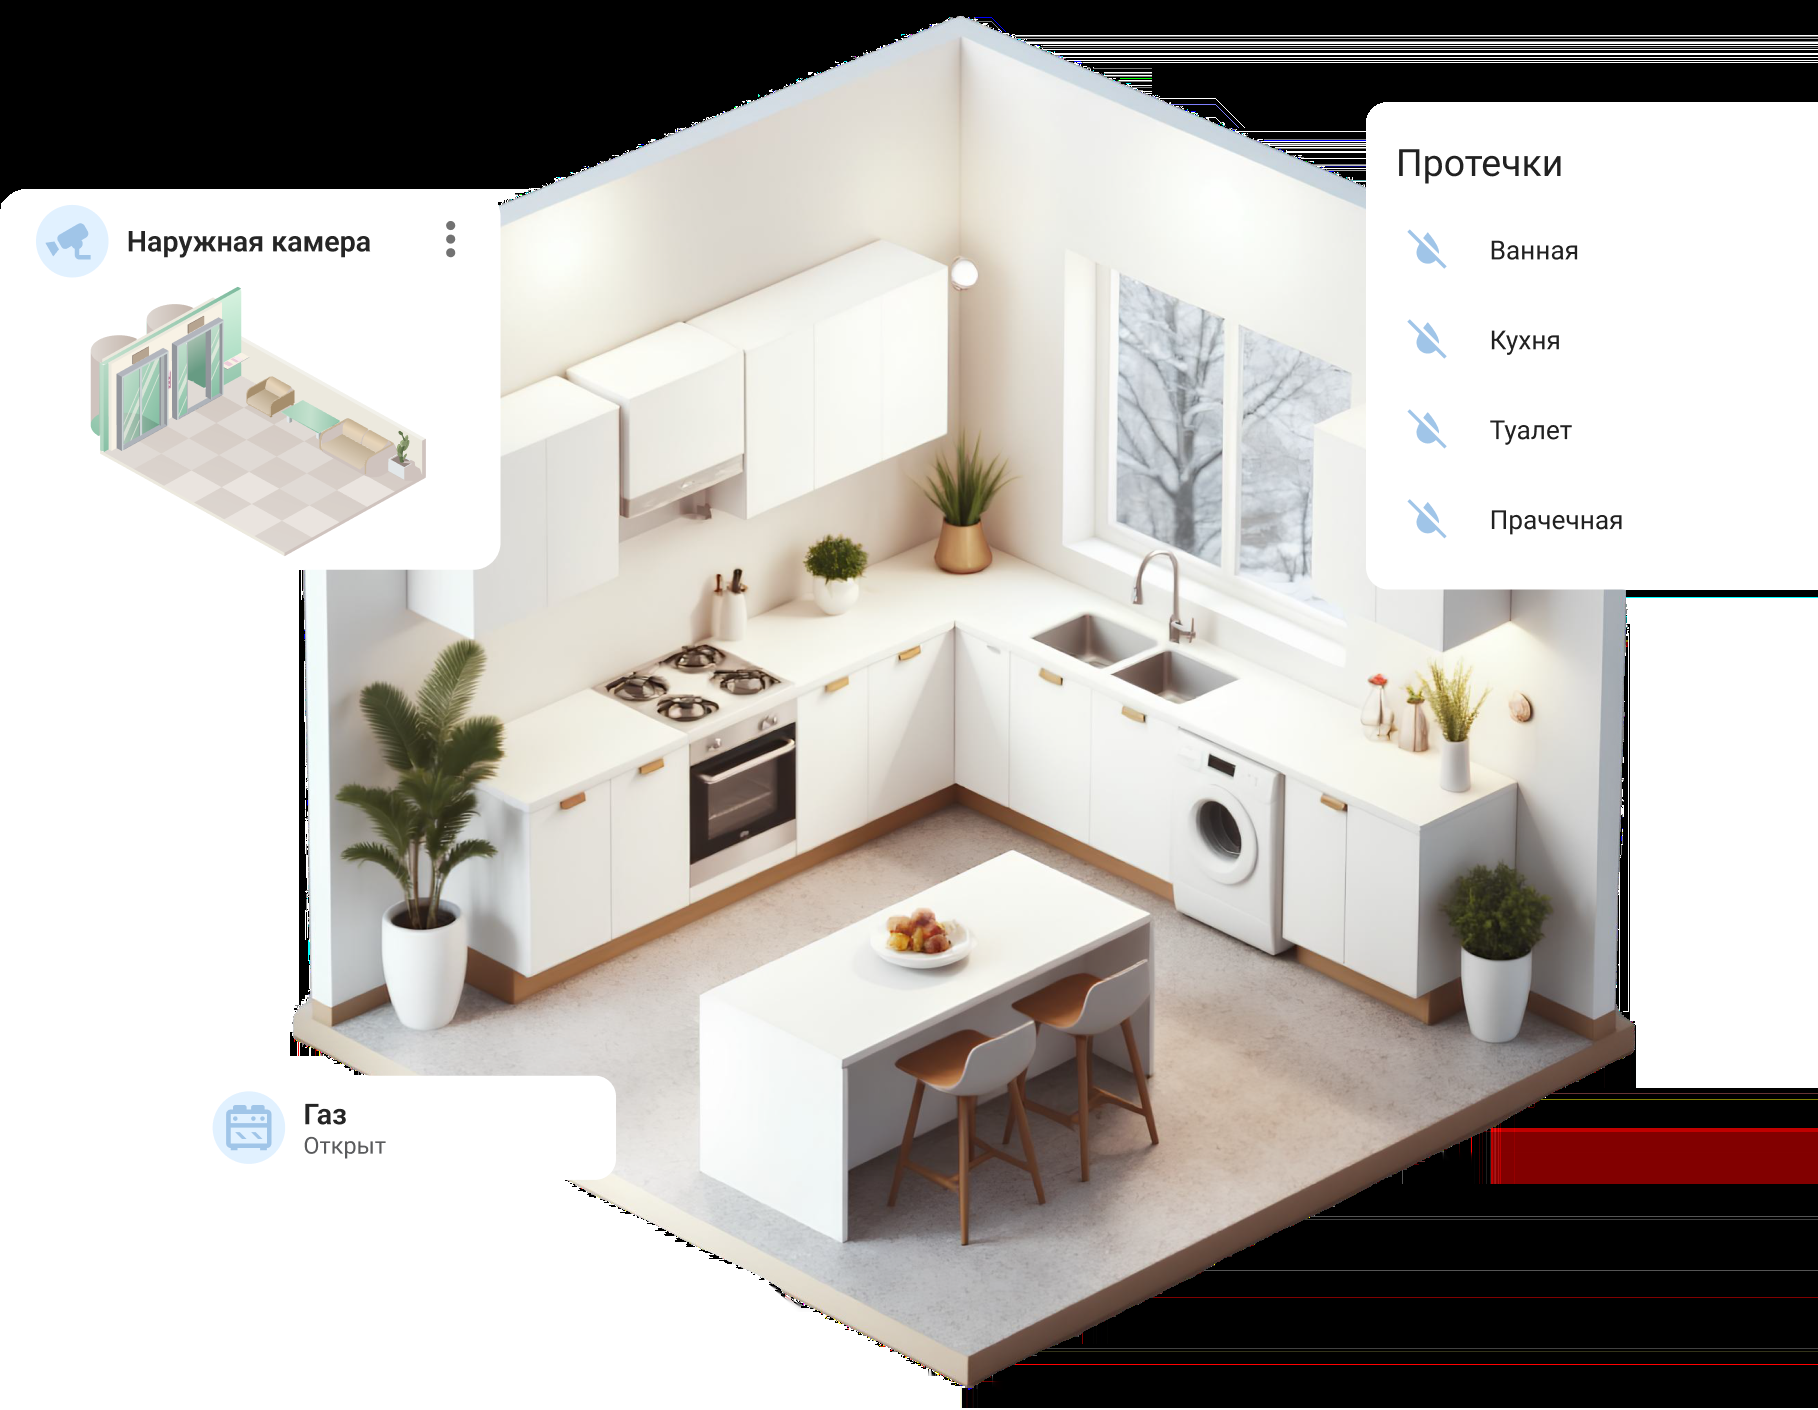 Протечки
Наружная камера
Ванная
Кухня
Туалет
Прачечная
Газ
Открыт